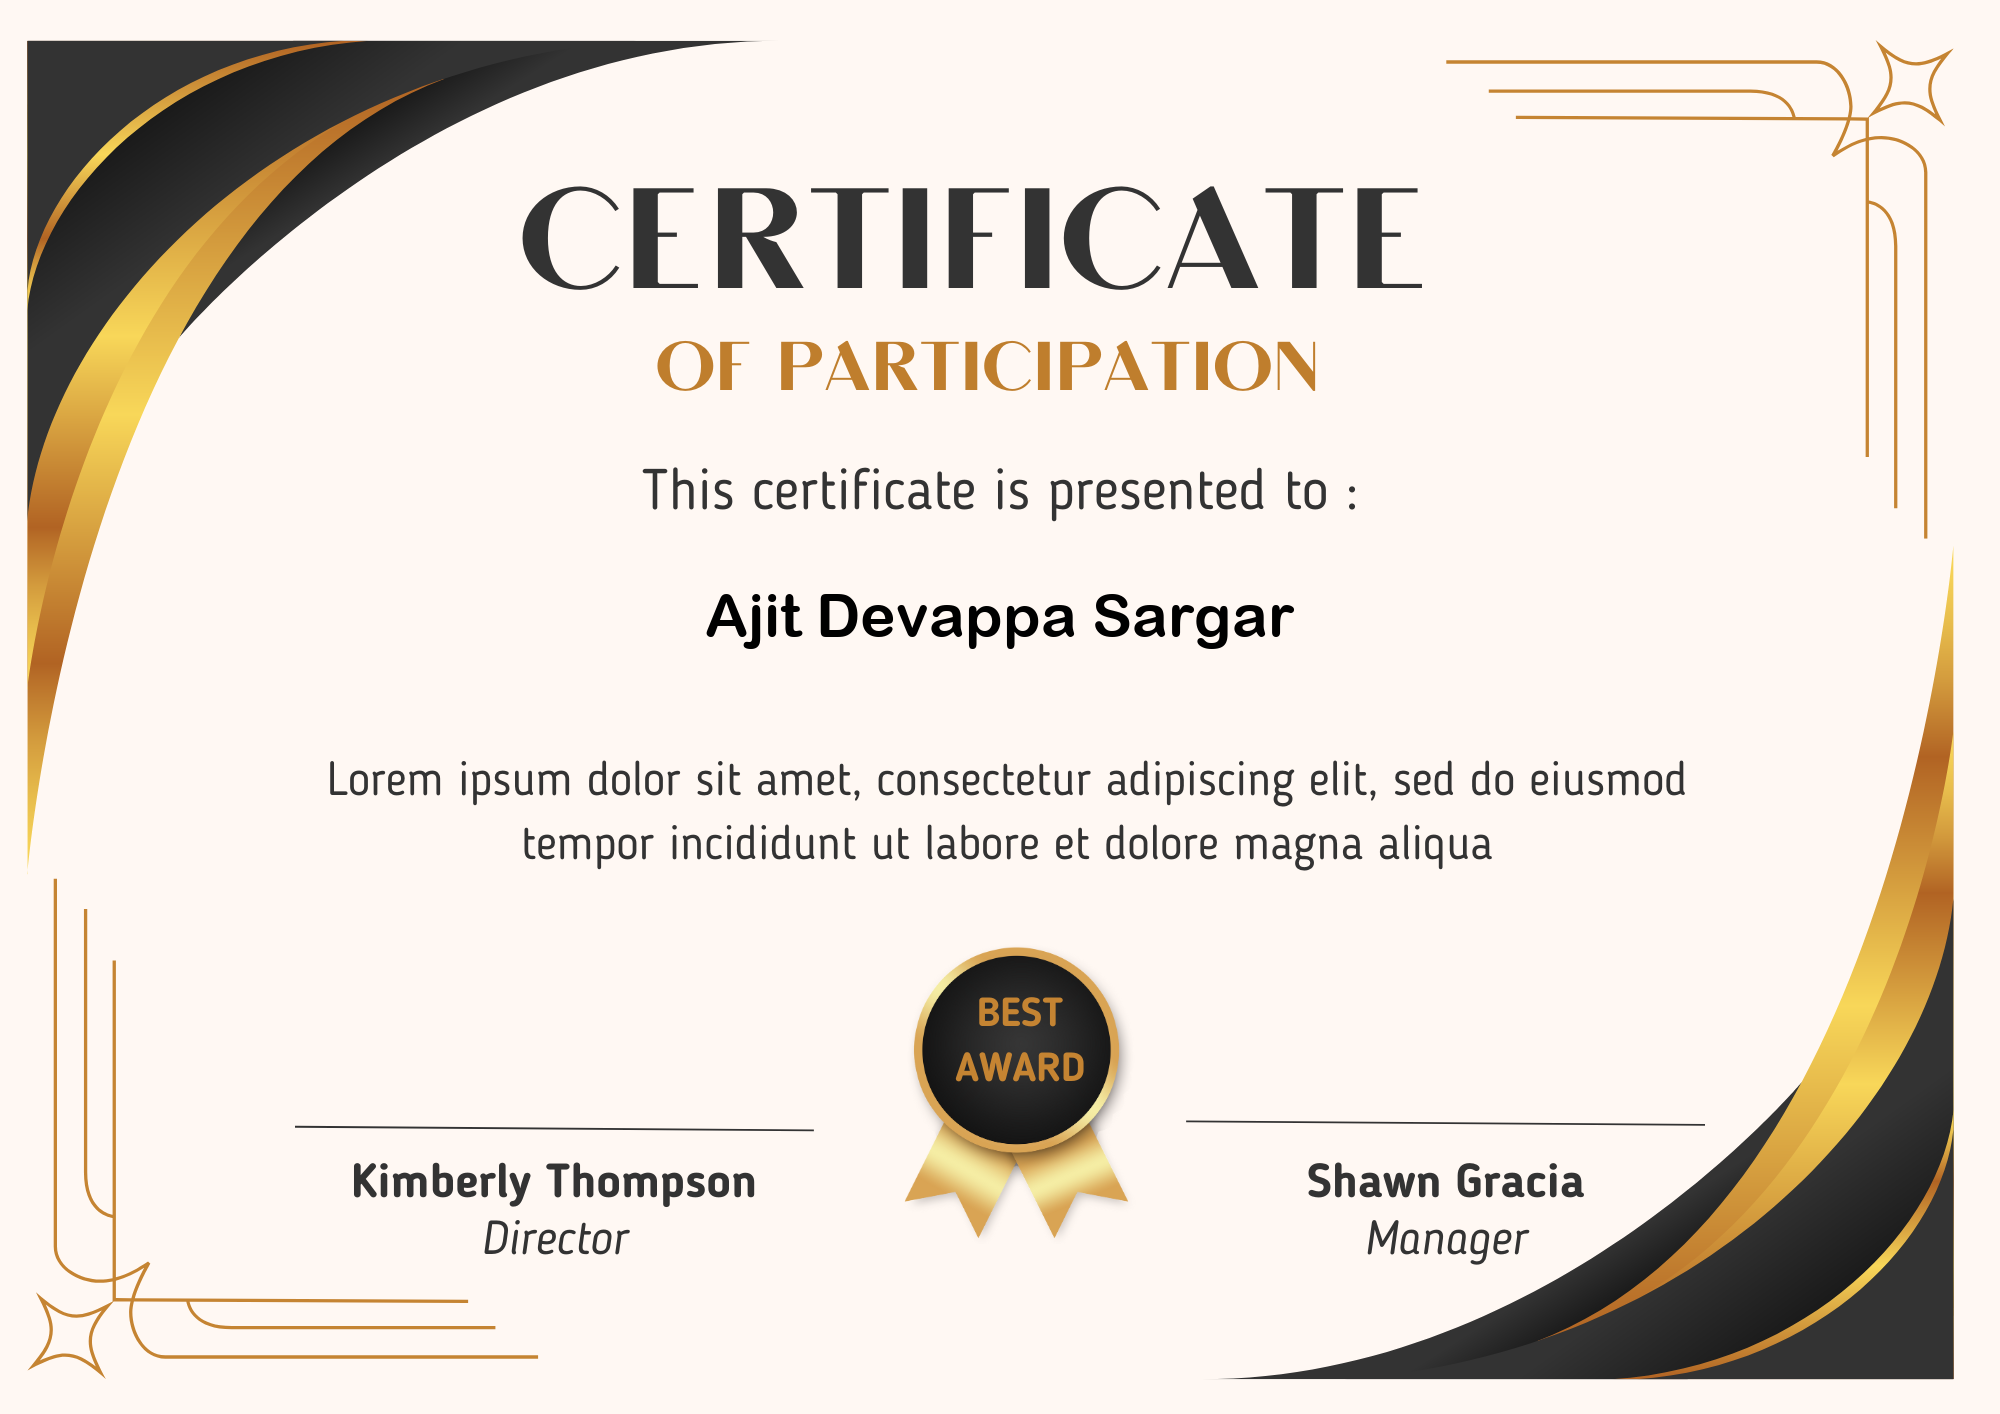 CERTIFICATE
OF PARTICIPATION
This certificate is presented to :
Ajit Devappa Sargar
Lorem ipsum dolor sit amet, consectetur adipiscing elit, sed do eiusmod
tempor incididunt ut labore et dolore magna aliqua
BEST
AWARD
Kimberly Thompson
Director
Shawn Gracia
Manager